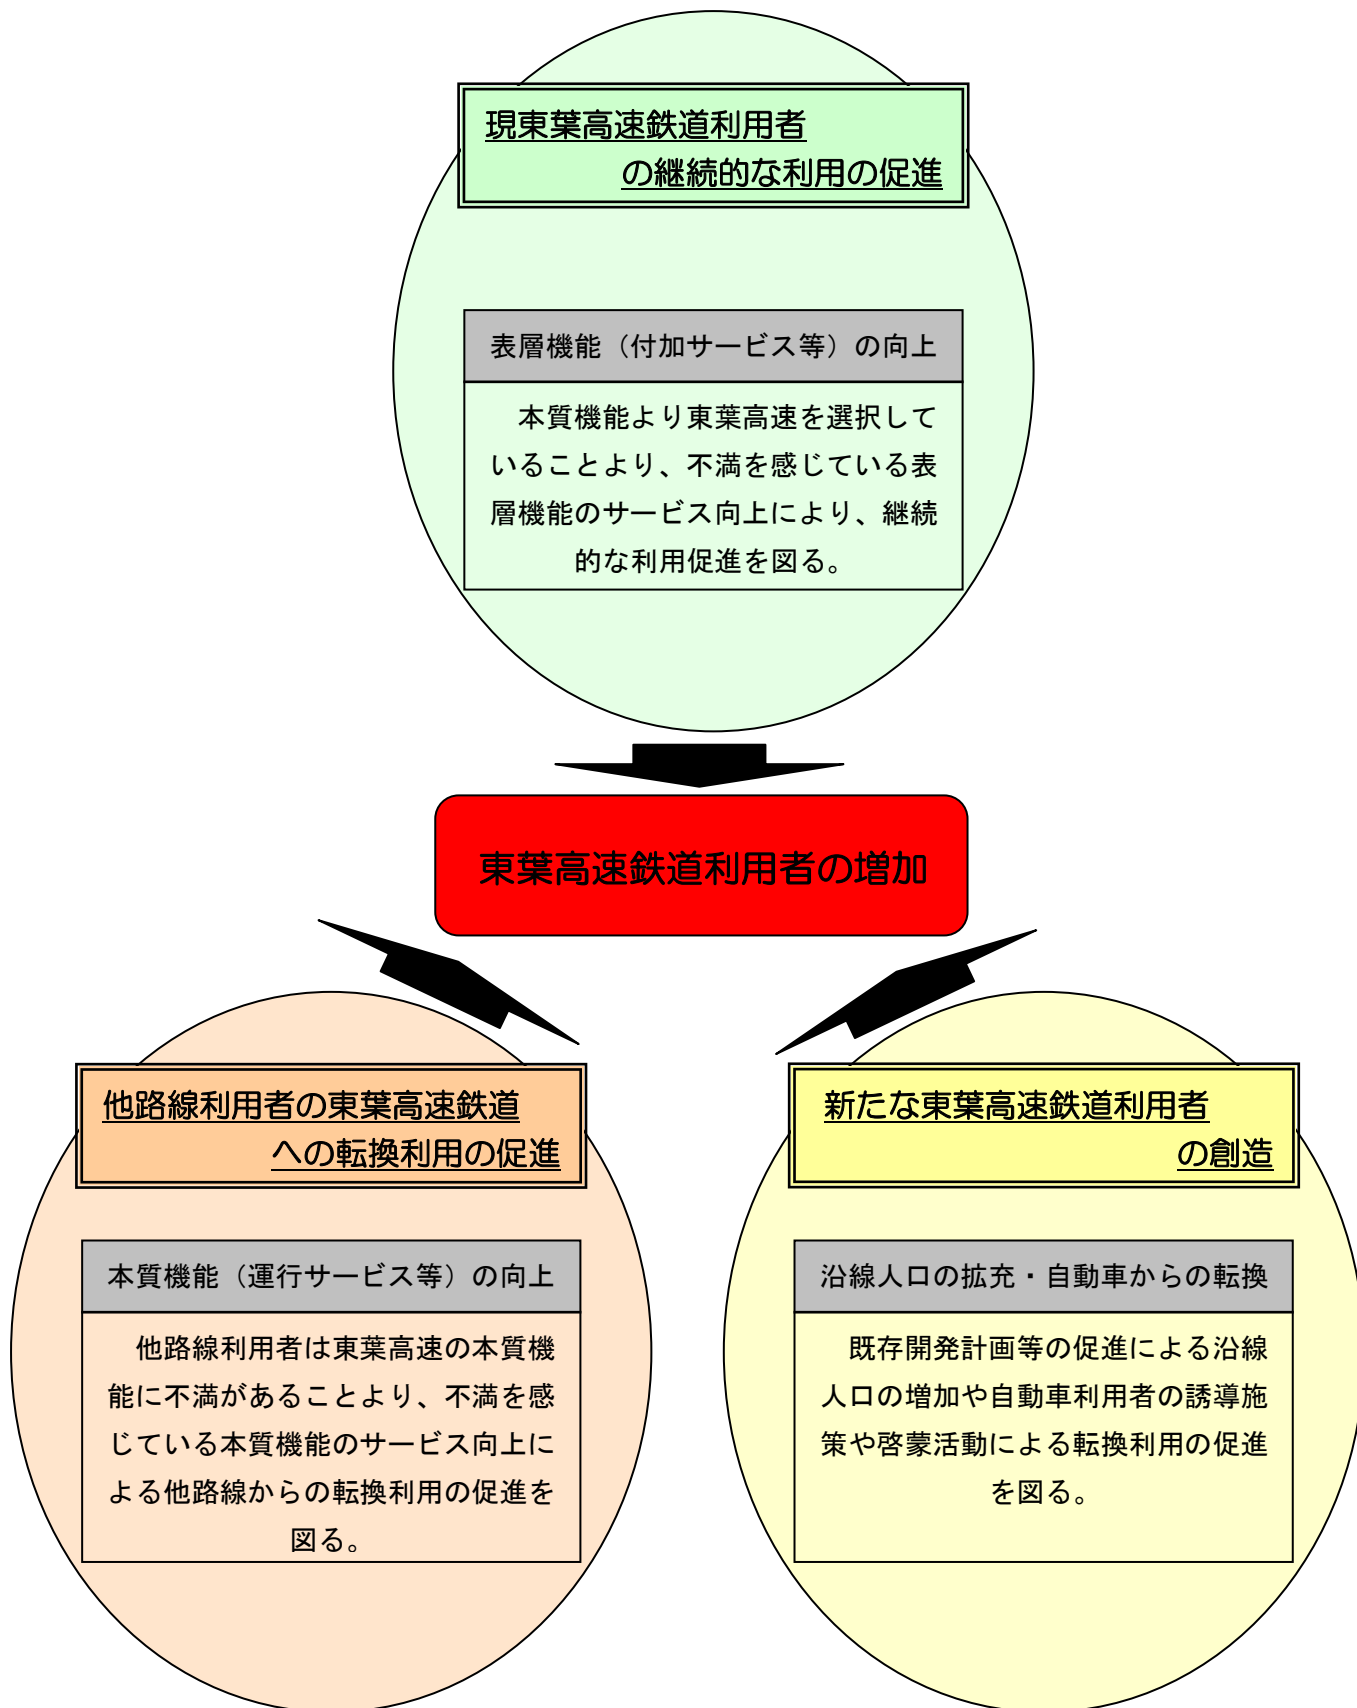 現東葉高速鉄道利用者
の継続的な利用の促進
表層機能（付加サービス等）の向上
本質機能より東葉高速を選択して
いることより、不満を感じている表
層機能のサービス向上により、継続
的な利用促進を図る。
東葉高速鉄道利用者の増加
他路線利用者の東葉高速鉄道
への転換利用の促進
本質機能（運行サービス等）の向上
他路線利用者は東葉高速の本質機
能に不満があることより、不満を感
じている本質機能のサービス向上に
よる他路線からの転換利用の促進を
図る。
新たな東葉高速鉄道利用者
の創造
沿線人口の拡充・自動車からの転換
既存開発計画等の促進による沿線
人口の増加や自動車利用者の誘導施
策や啓蒙活動による転換利用の促進
を図る。